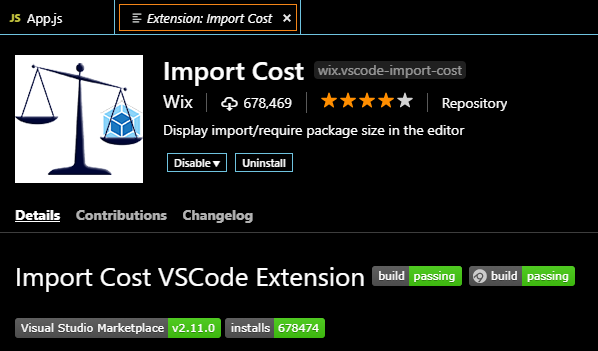 JS App.js Extension: Import Cost ×
Import Cost wix.vscode-import-cost
Wix 678,469 Repository
Display import/require package size in the editor
Disable▾ Uninstall
Details Contributions Changelog
Import Cost VSCode Extension build passing build passing
Visual Studio Marketplace v2.11.0 installs 678474